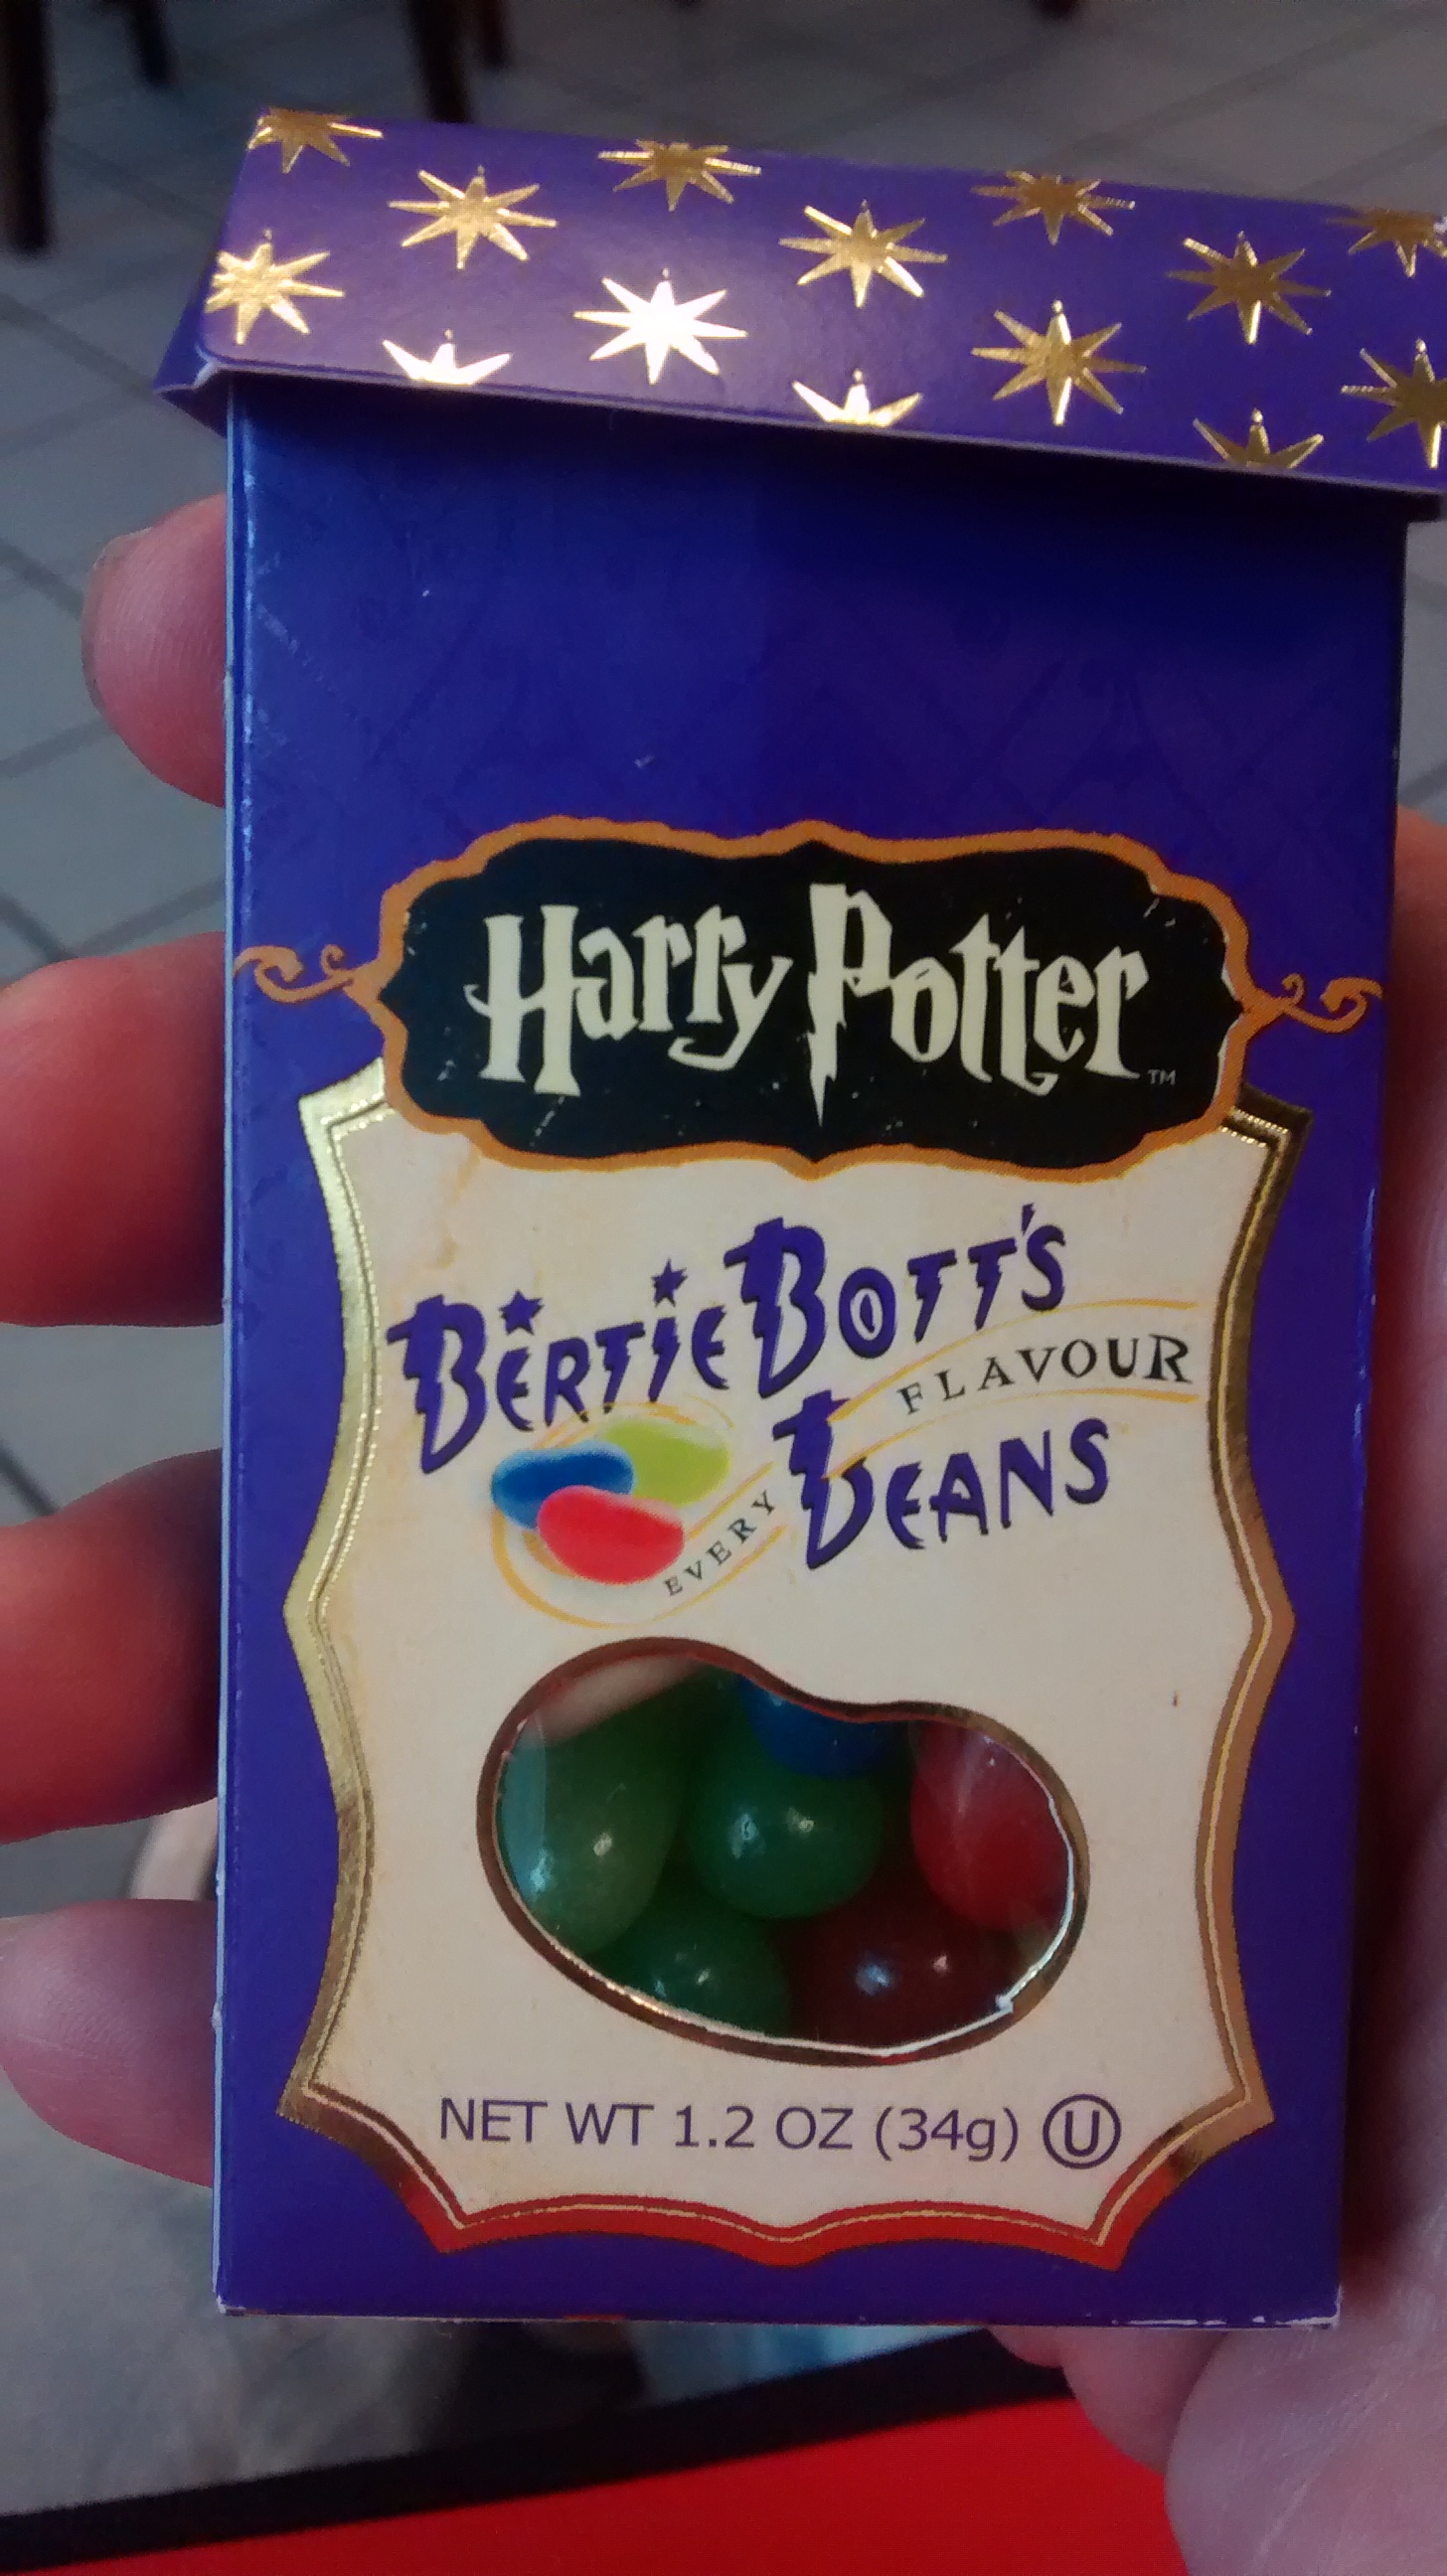 Harry Potter™
BERTIE BOTT'S
EVERY FLAVOUR
BEANS
NET WT 1.2 OZ (34g) Ⓤ